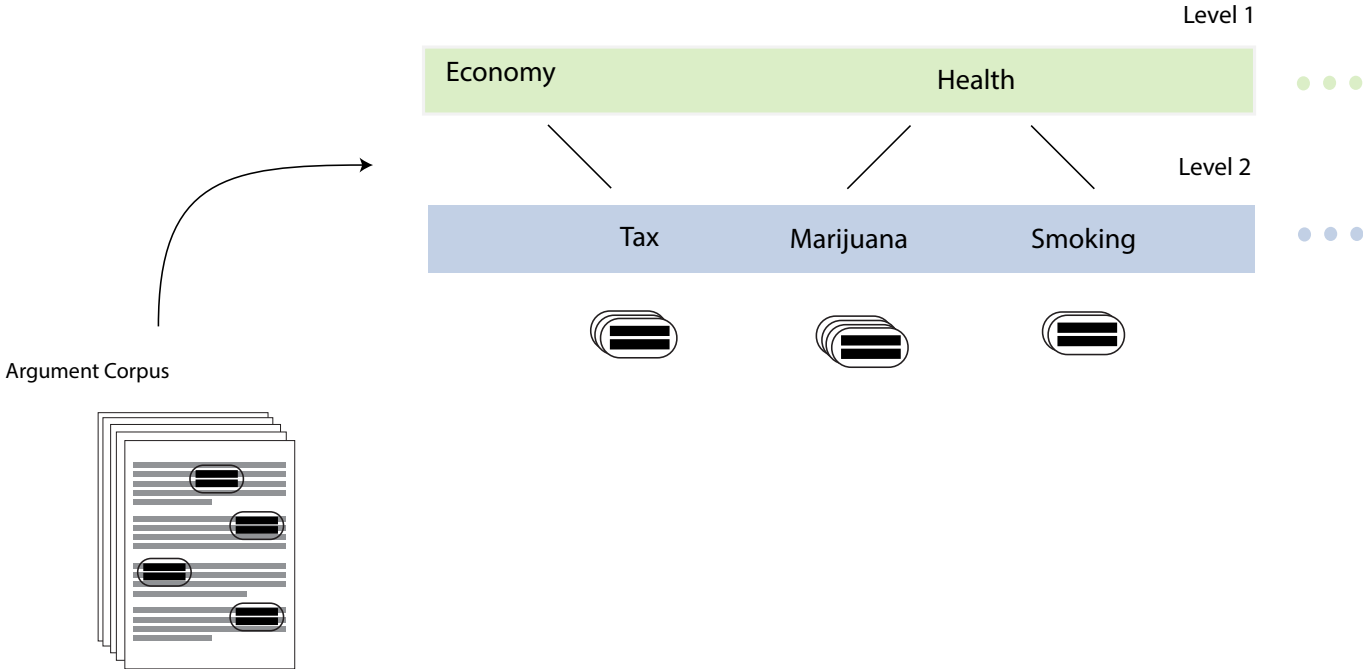 Level 1
Economy
Health
Level 2
Tax
Marijuana
Smoking
Argument Corpus